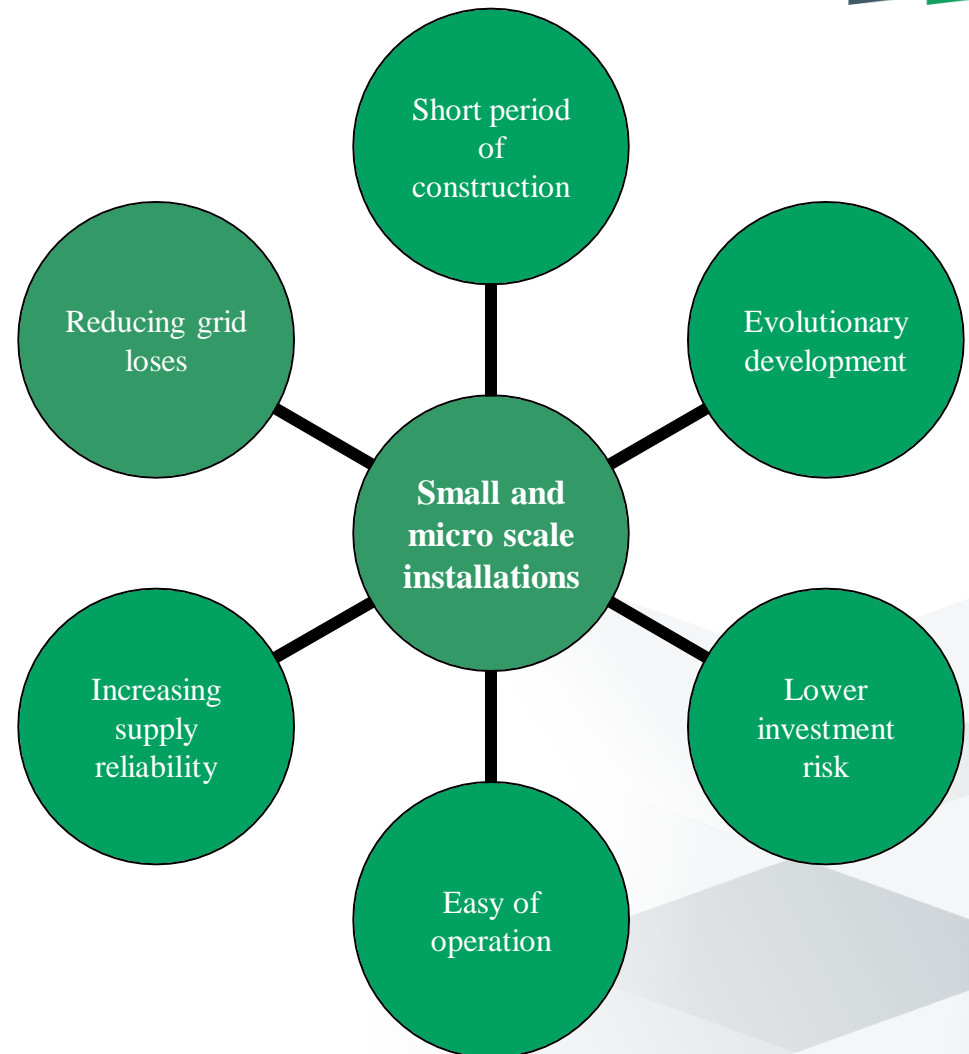 Short period
of
construction
Reducing grid
loses
Evolutionary
development
Small and
micro scale
installations
Increasing
supply
reliability
Lower
investment
risk
Easy of
operation